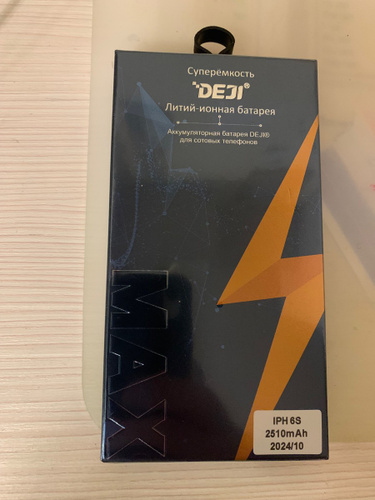 Суперёмкость
DEJI®
Литий-ионная батарея
Аккумуляторная батарея DEJI®
для сотовых телефонов
MAX
IPH 6S
2510mAh
2024/10